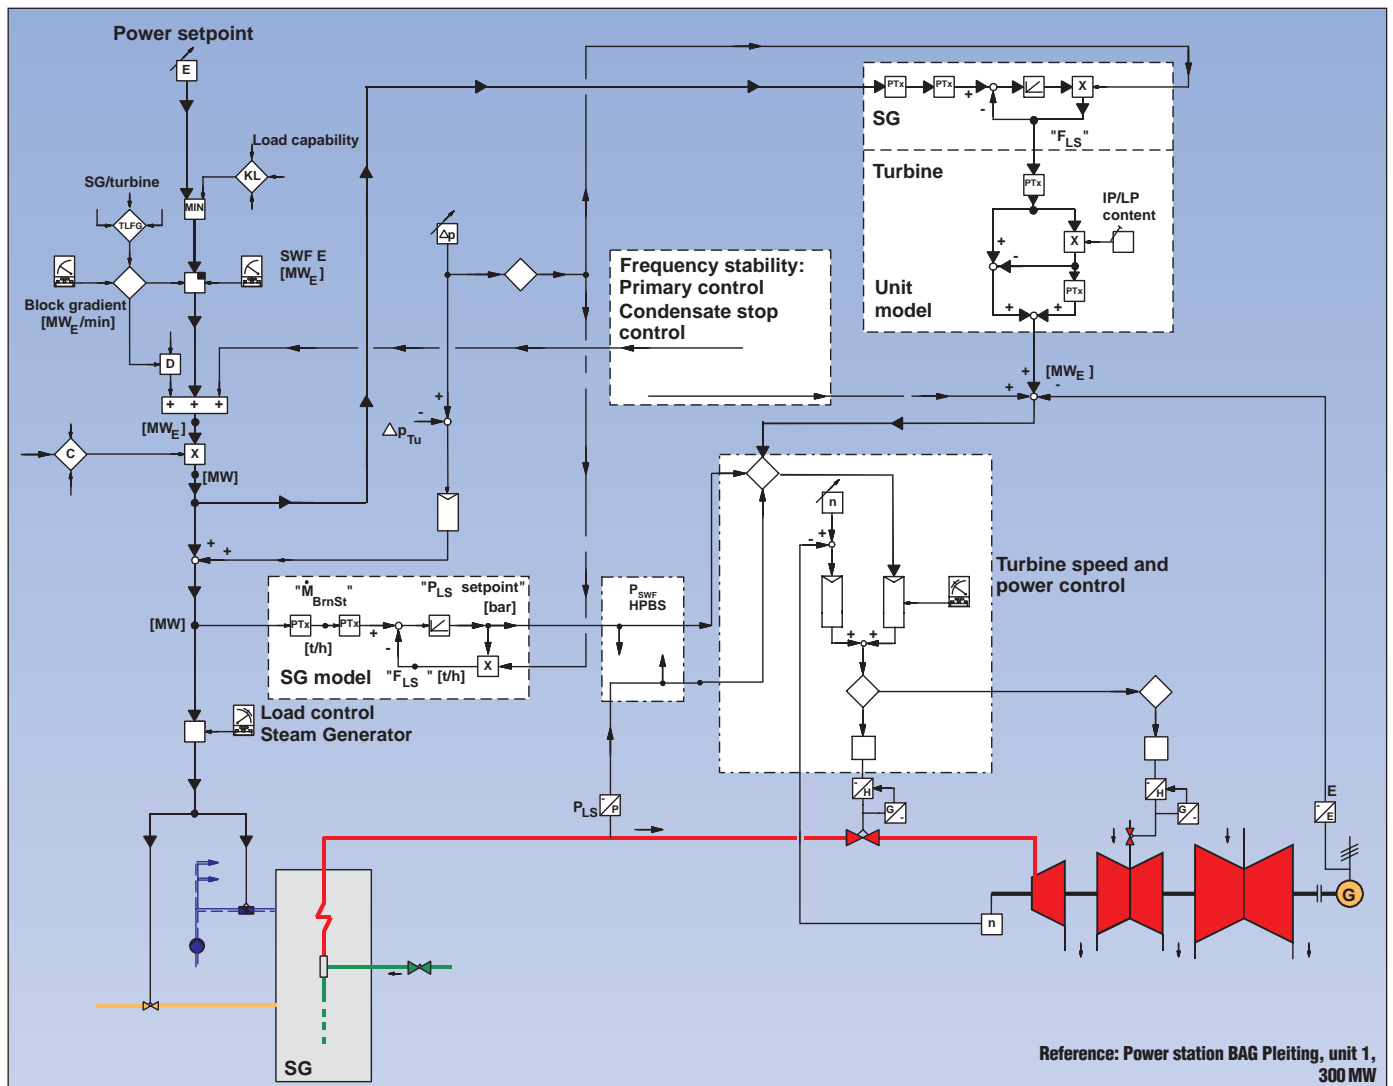 Power setpoint
E
Load capability
KL
SG/turbine
MIN
TLFG
SWF E
[MWE]
Block gradient
[MWE/min]
D
+ + +
[MWE]
C
X
[MW]
+
+
[MW]
Δp
+
-
ΔpTu
Frequency stability:
Primary control
Condensate stop
control
PTx
PTx
+
-
X
SG
"FLS"
Turbine
PTx
IP/LP
content
X
+
-
PTx
Unit
model
+
+
+
[MWE]
+
-
"ṀBrnSt"
"PLS setpoint"
[bar]
PTx
PTx
+
-
[t/h]
X
SG model
"FLS" [t/h]
PSWF
HPBS
n
-
+
Turbine speed and
power control
+
+
Load control
Steam Generator
PLS
-
P
-
H
G
-
-
H
G
-
E
-
E
G
n
SG
Reference: Power station BAG Pleiting, unit 1,
300 MW